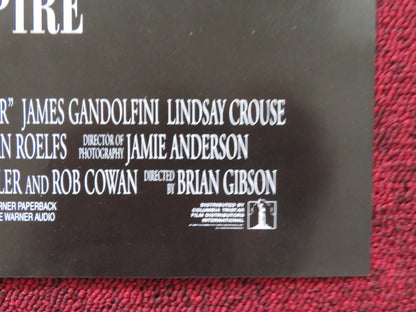 PIRE
R" JAMES GANDOLFINI LINDSAY CROUSE
N ROELFS DIRECTOR OF PHOTOGRAPHY JAMIE ANDERSON
LER AND ROB COWAN DIRECTED BY BRIAN GIBSON
RNER PAPERBACK
E WARNER AUDIO
DISTRIBUTED BY
COLUMBIA TRISTAR
FILM DISTRIBUTORS
INTERNATIONAL